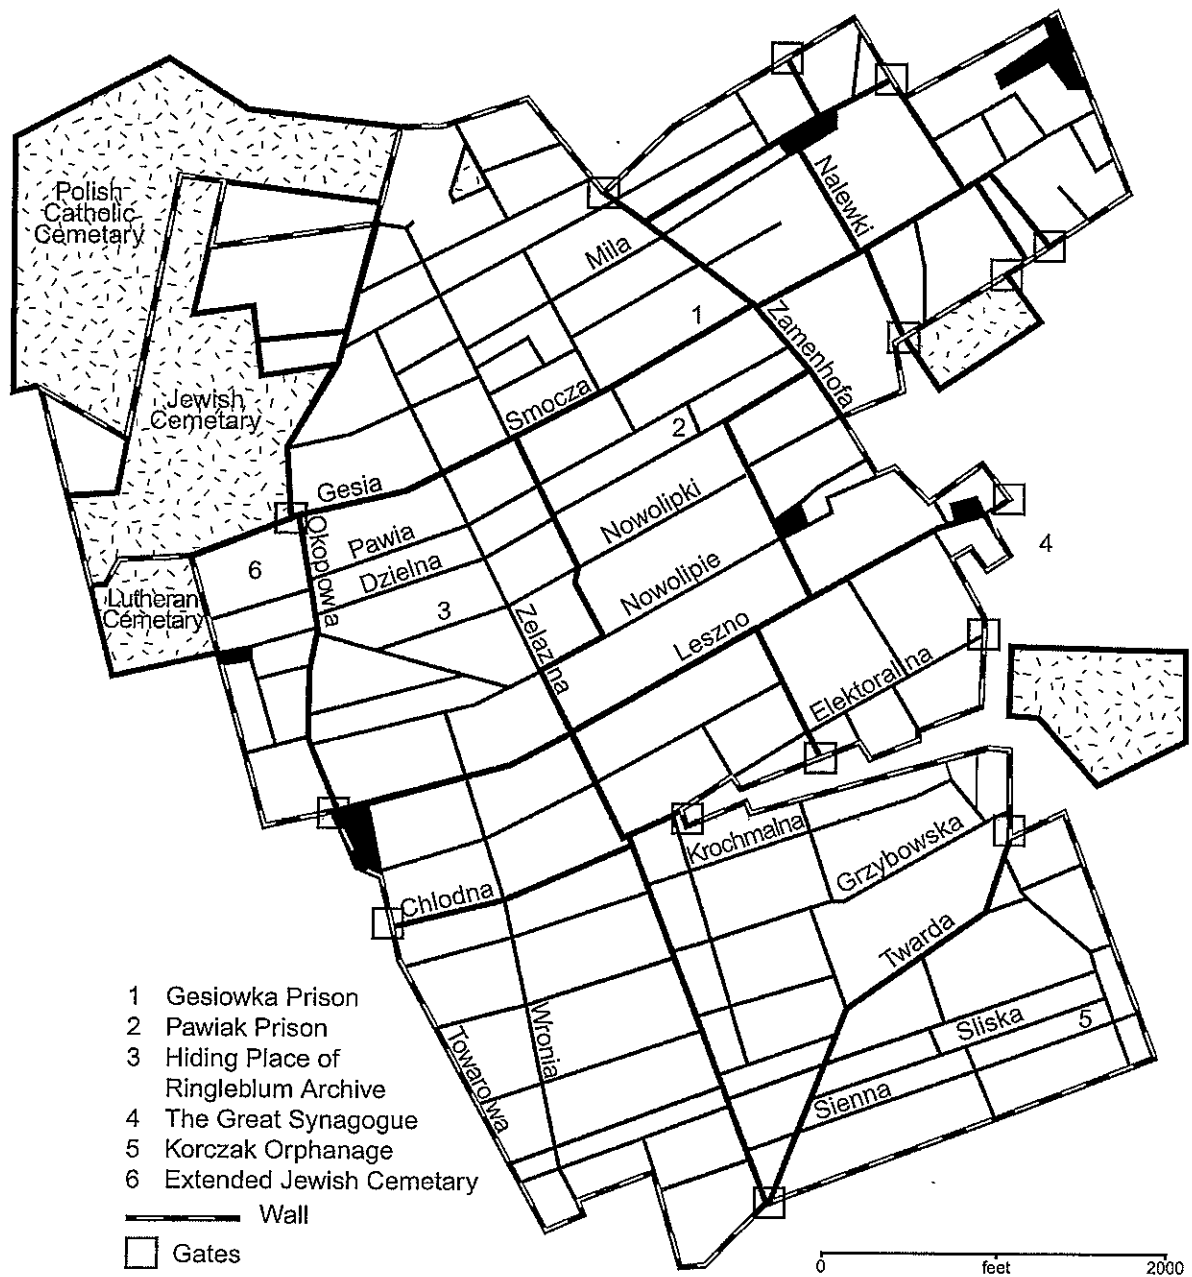 Polish
Catholic
Cemetary
Jewish
Cemetary
Lutheran
Cemetary
Nalewki
Mila
1
Zamenhofa
Smocza
2
Gesia
Okopowa
Pawia
Nowolipki
4
6
Dzielna
3
Nowolipie
Zelazna
Leszno
Elektoralna
Krochmalna
Grzybowska
Chlodna
Twarda
Wronia
Towarowa
Sliska
5
Sienna
1 Gesiowka Prison
2 Pawiak Prison
3 Hiding Place of
Ringleblum Archive
4 The Great Synagogue
5 Korczak Orphanage
6 Extended Jewish Cemetary
Wall
Gates
0 feet 2000